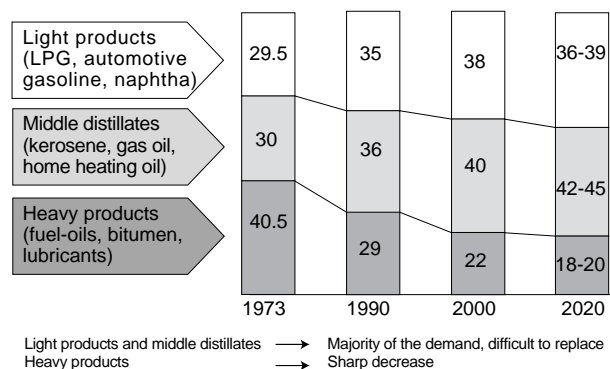 Light products
(LPG, automotive
gasoline, naphtha)
29.5
35
38
36-39
Middle distillates
(kerosene, gas oil,
home heating oil)
30
36
40
42-45
Heavy products
(fuel-oils, bitumen,
lubricants)
40.5
29
22
18-20
1973 1990 2000 2020
Light products and middle distillates → Majority of the demand, difficult to replace
Heavy products → Sharp decrease